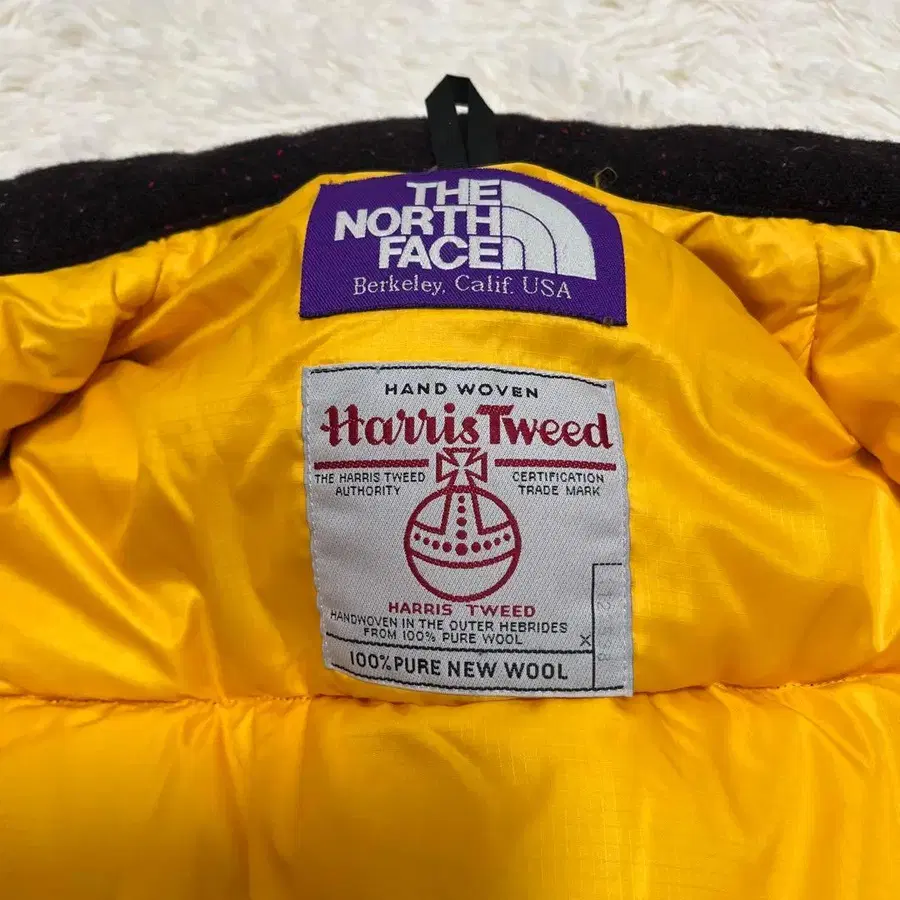 THE
NORTH
FACE
Berkeley, Calif. USA
HAND WOVEN
Harris Tweed
THE HARRIS TWEED
AUTHORITY
CERTIFICATION
TRADE MARK
HARRIS TWEED
HANDWOVEN IN THE OUTER HEBRIDES
FROM 100% PURE WOOL
X
100% PURE NEW WOOL